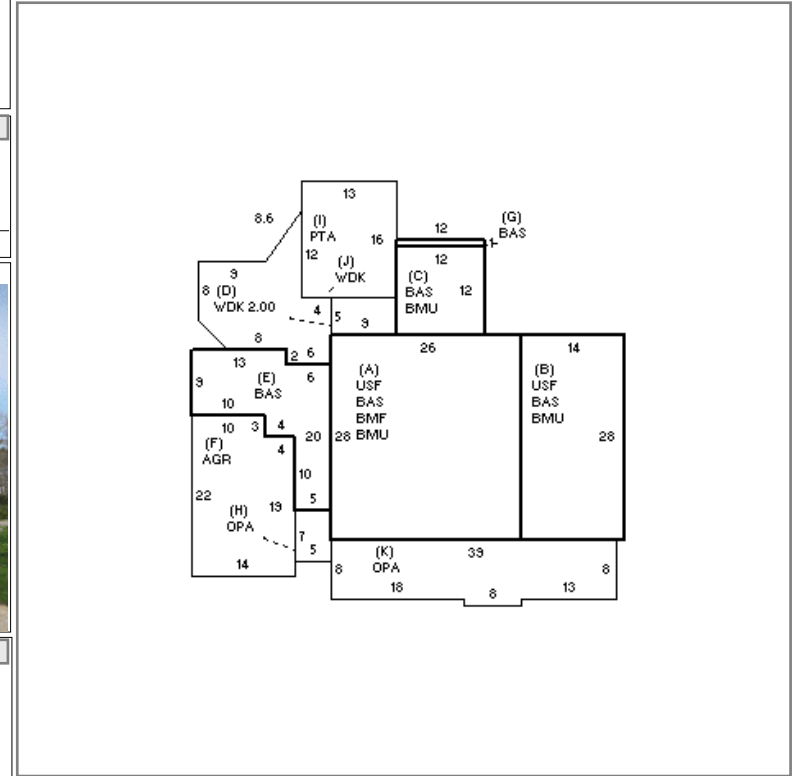 13
8.6
(I)
PTA
16
12
(G)
BAS
12
1
(J)
WDK
9
8 (D)
WDK 2.00
12
(C)
BAS
BMU
12
4
5
9
8
2 6
13
9
(E)
BAS
6
10
26
14
(A)
USF
BAS
BMF
BMU
(B)
USF
BAS
BMU
10 3 4
4
20
28
28
(F)
AGR
10
5
22
19
(H)
OPA
7
5
14
(K)
OPA
39
8
8
18
8
13